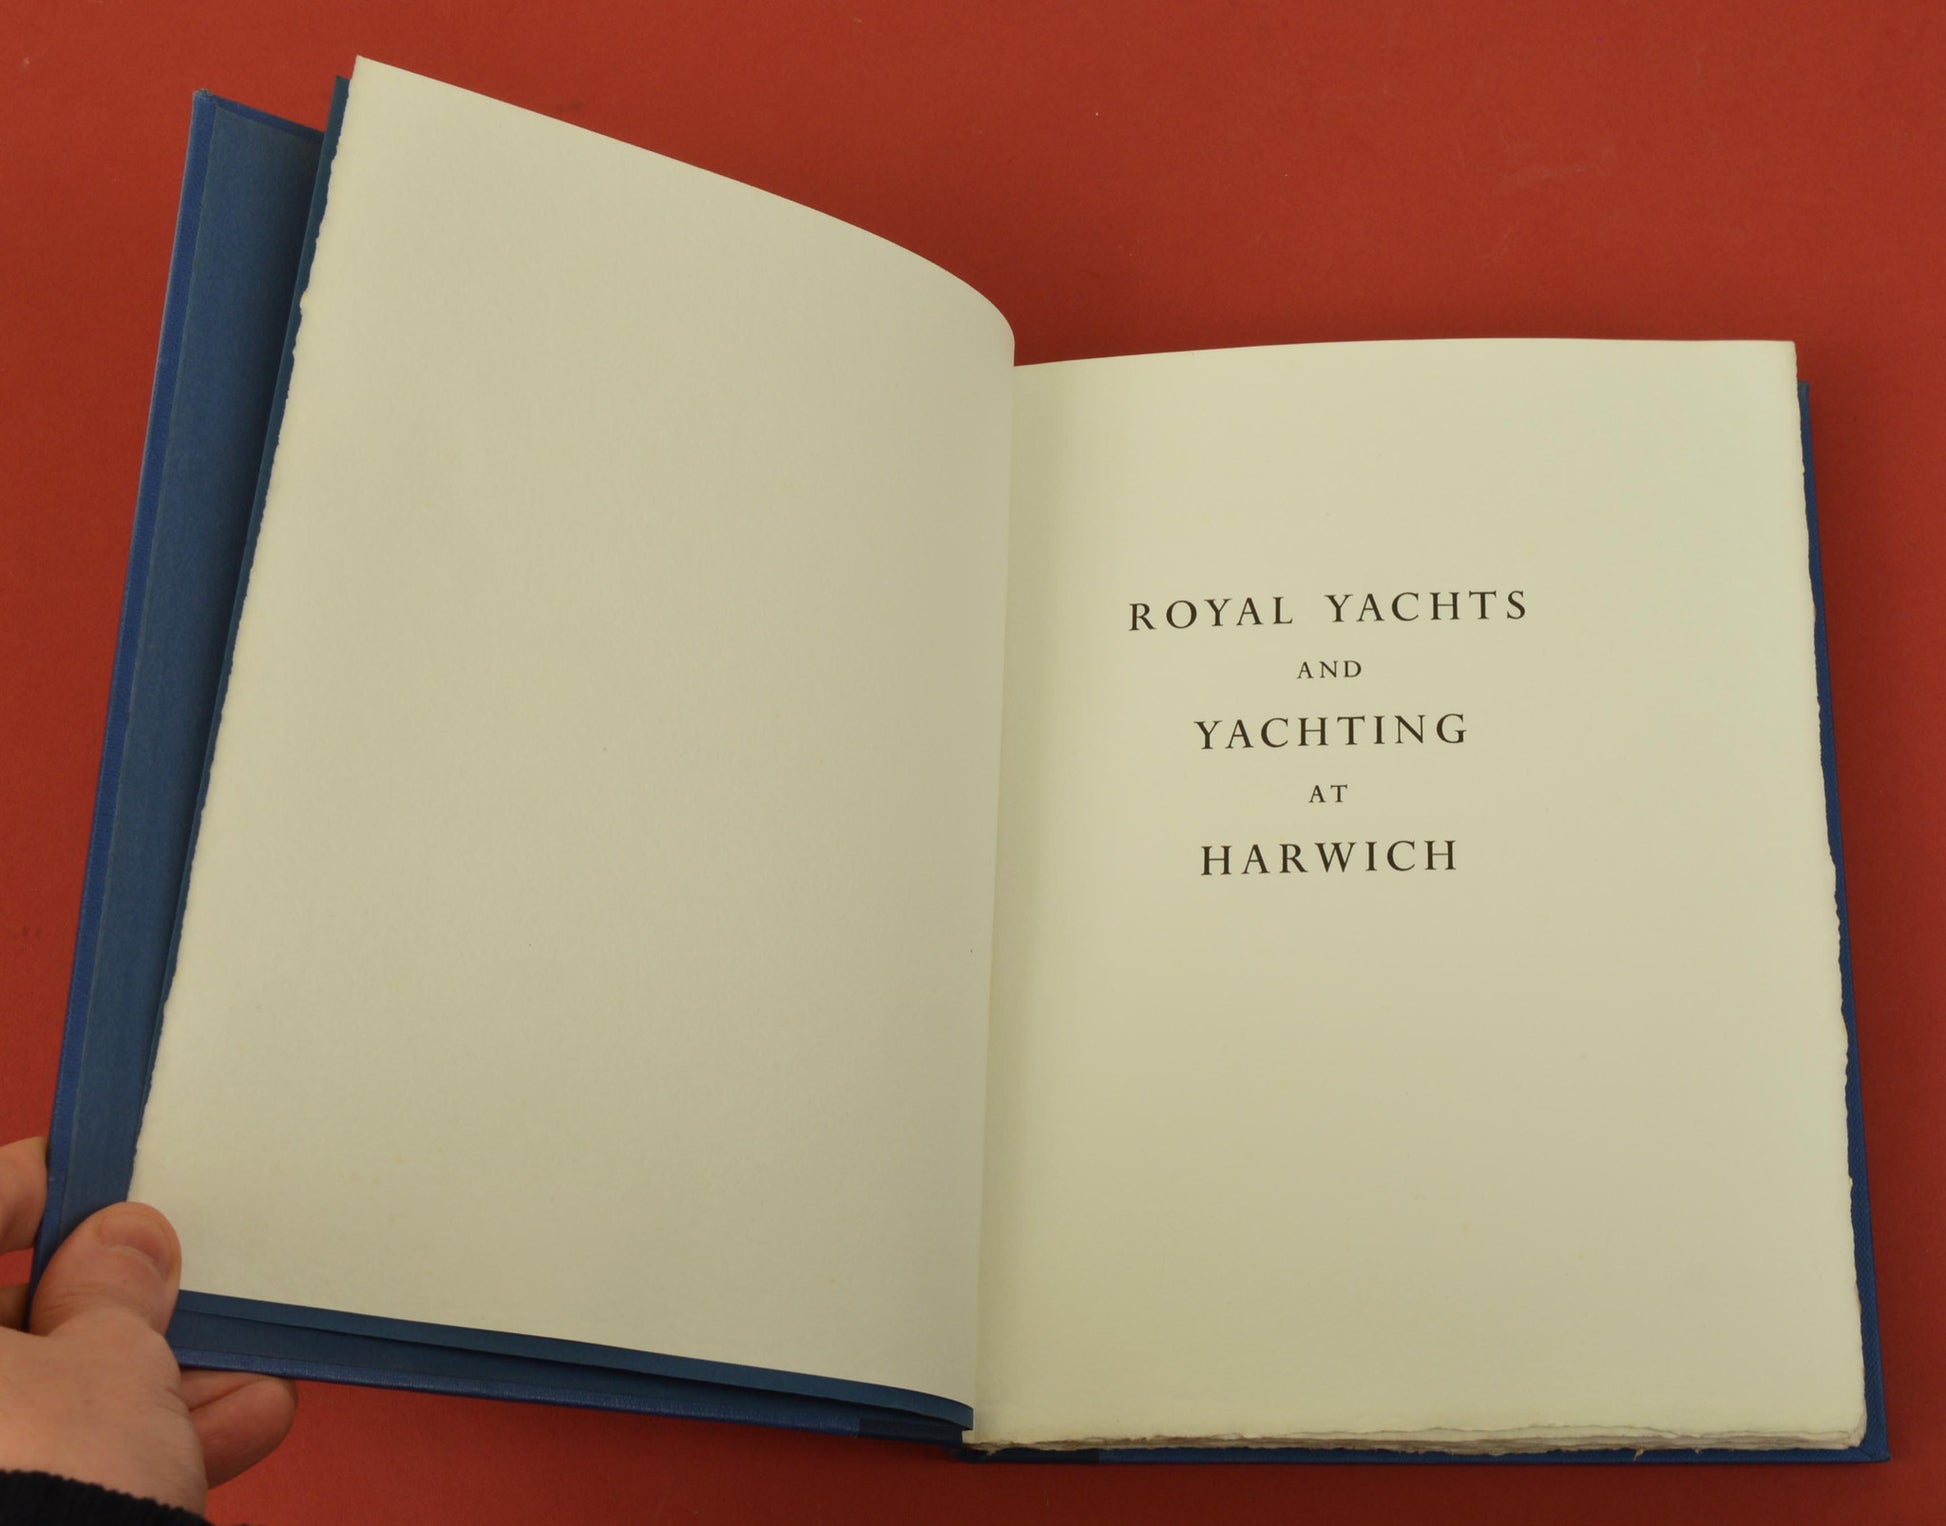 ROYAL YACHTS
AND
YACHTING
AT
HARWICH